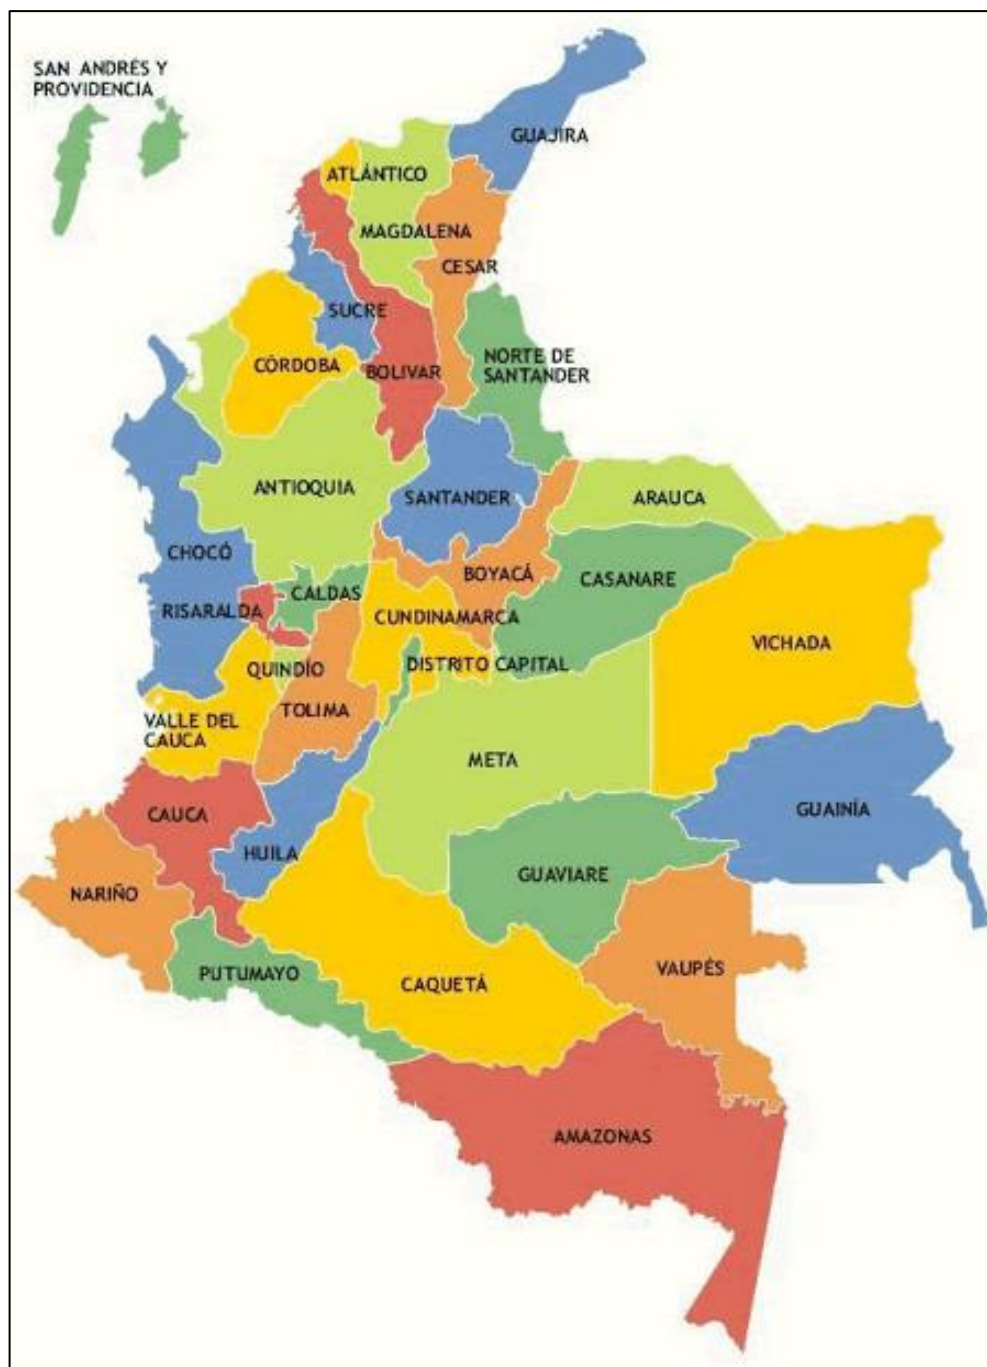 SAN ANDRÉS Y
PROVIDENCIA
GUAJIRA
ATLÁNTICO
MAGDALENA
CESAR
SUCRE
NORTE DE
SANTANDER
CÓRDOBA
BOLIVAR
ANTIOQUIA
SANTANDER
ARAUCA
CHOCÓ
BOYACÁ
CASANARE
CALDAS
RISARALDA
CUNDINAMARCA
VICHADA
QUINDÍO
DISTRITO CAPITAL
TOLIMA
VALLE DEL
CAUCA
META
CAUCA
GUAINÍA
HUILA
GUAVIARE
NARIÑO
PUTUMAYO
CAQUETÁ
VAUPÉS
AMAZONAS